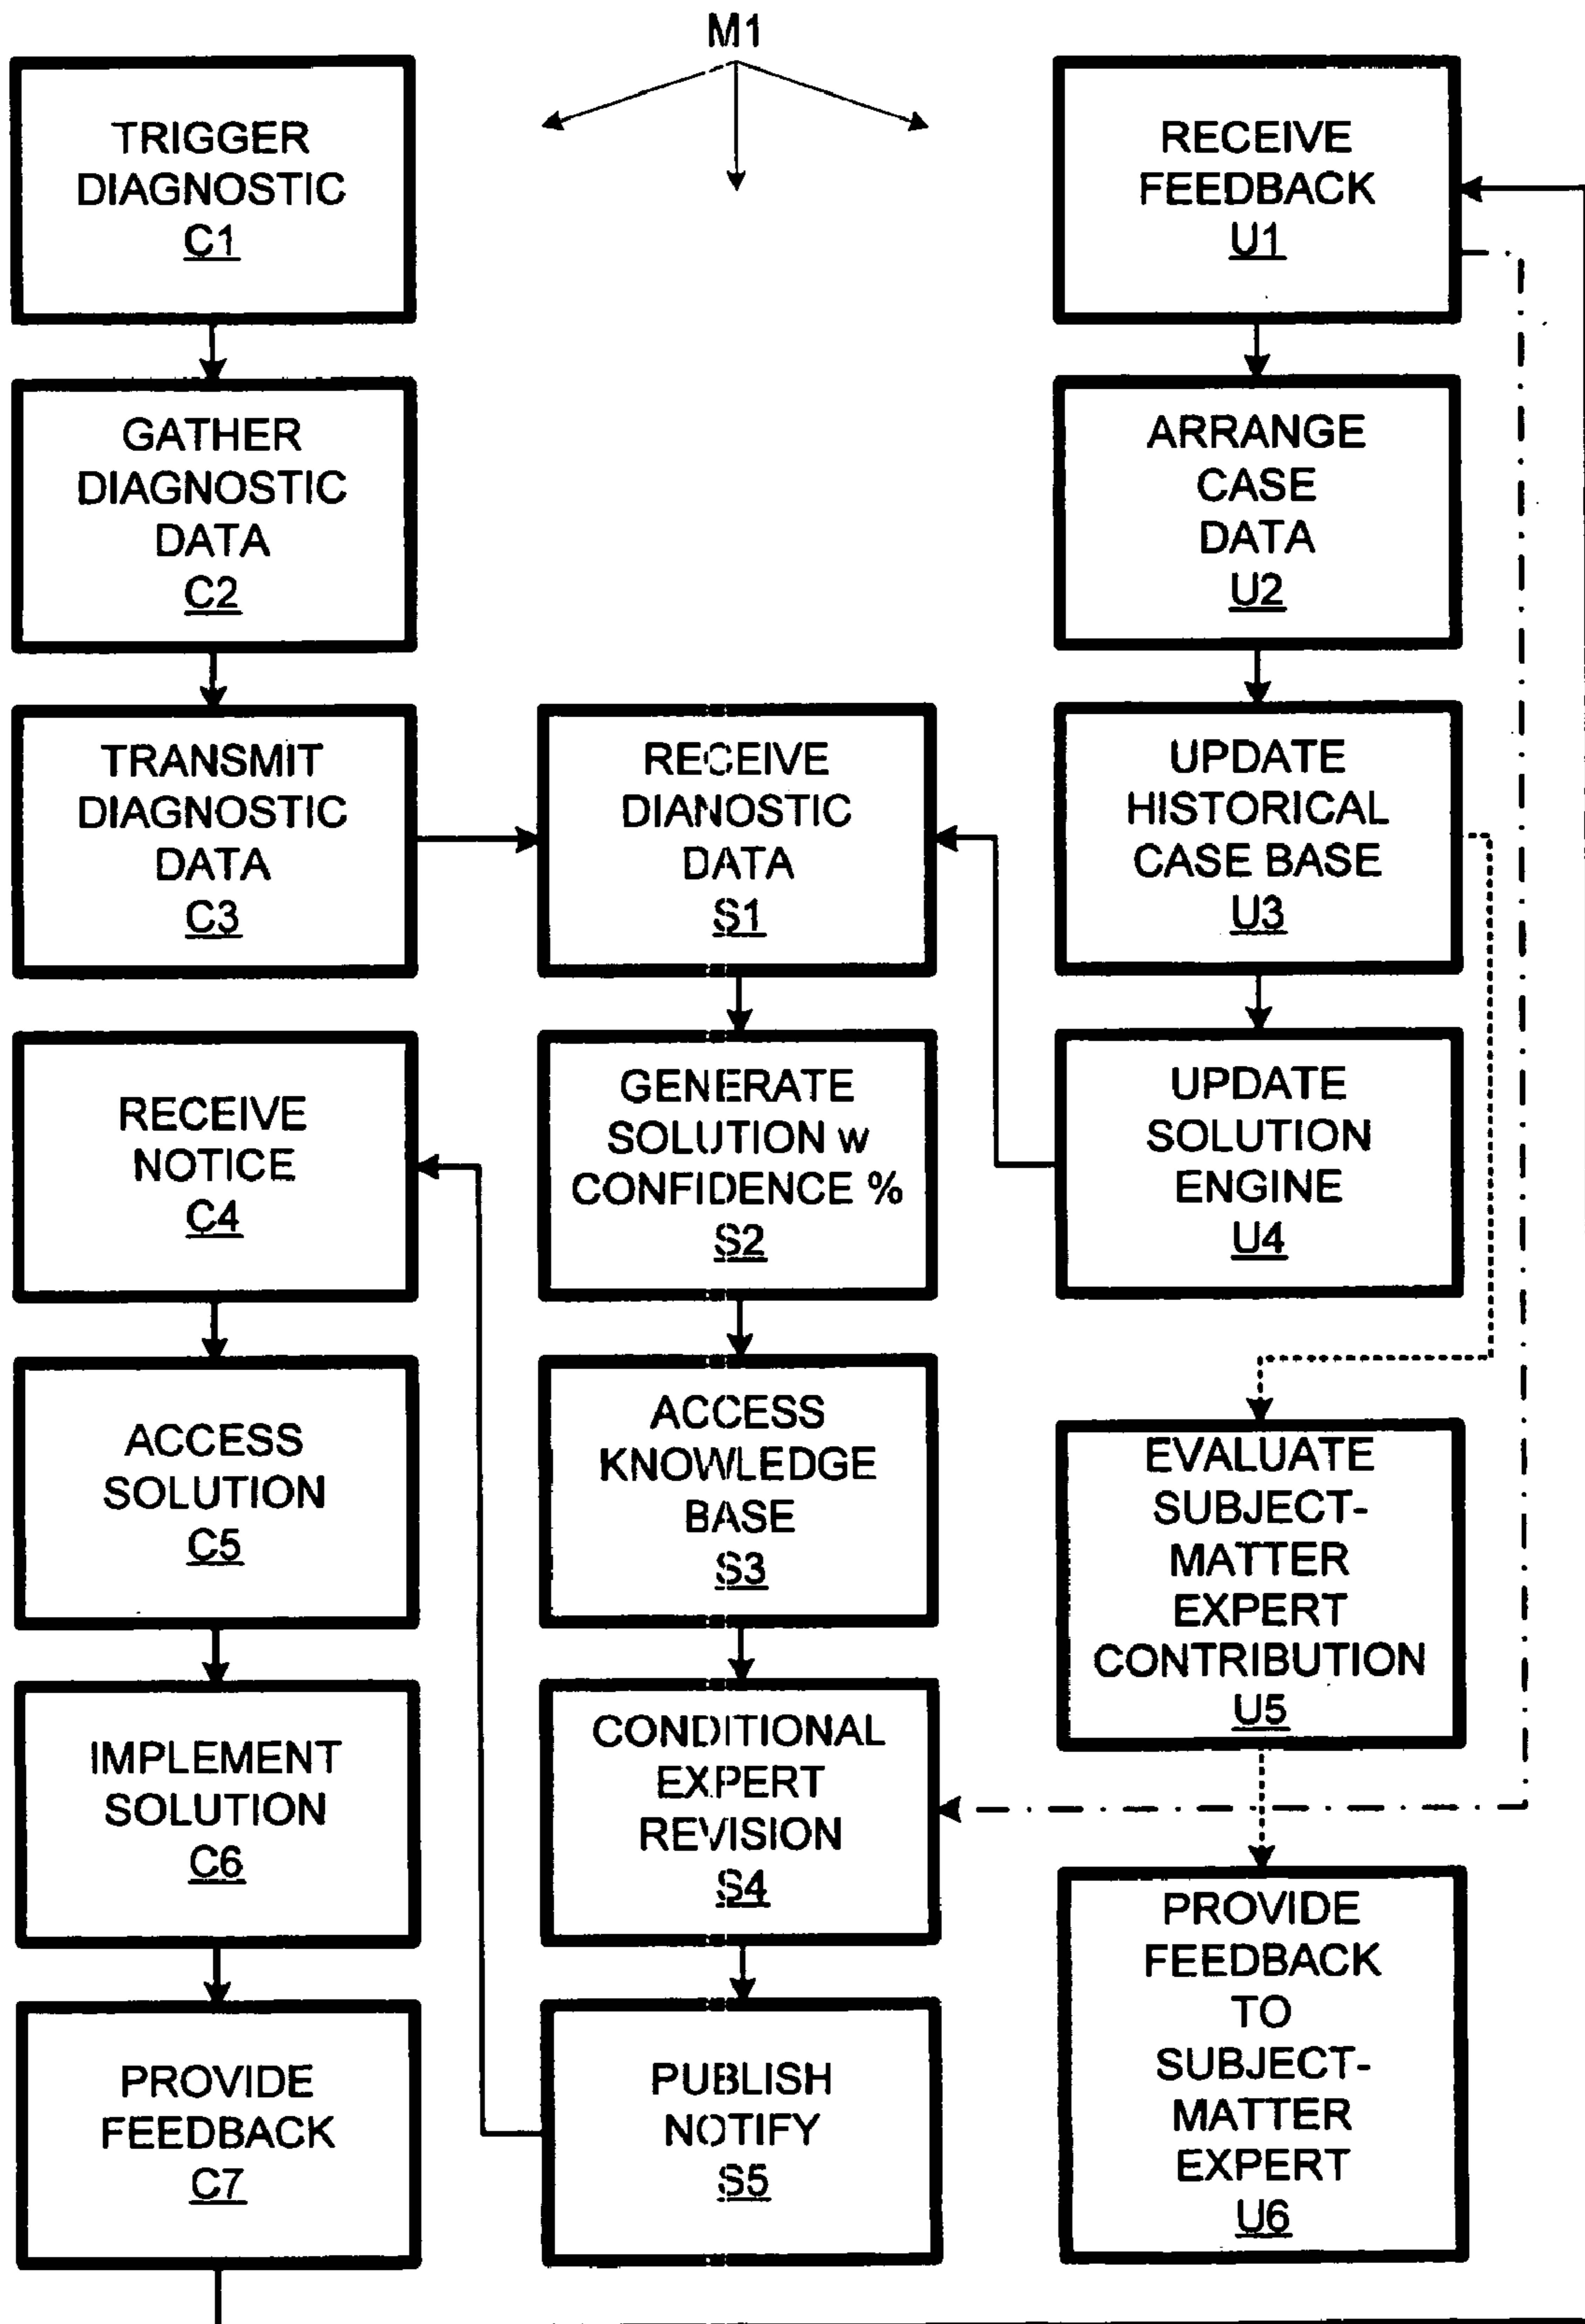 M1
TRIGGER
DIAGNOSTIC
C1
GATHER
DIAGNOSTIC
DATA
C2
TRANSMIT
DIAGNOSTIC
DATA
C3
RECEIVE
NOTICE
C4
ACCESS
SOLUTION
C5
IMPLEMENT
SOLUTION
C6
PROVIDE
FEEDBACK
C7
RECEIVE
DIANOSTIC
DATA
S1
GENERATE
SOLUTION w
CONFIDENCE %
S2
ACCESS
KNOWLEDGE
BASE
S3
CONDITIONAL
EXPERT
REVISION
S4
PUBLISH
NOTIFY
S5
RECEIVE
FEEDBACK
U1
ARRANGE
CASE
DATA
U2
UPDATE
HISTORICAL
CASE BASE
U3
UPDATE
SOLUTION
ENGINE
U4
EVALUATE
SUBJECT-
MATTER
EXPERT
CONTRIBUTION
U5
PROVIDE
FEEDBACK
TO
SUBJECT-
MATTER
EXPERT
U6